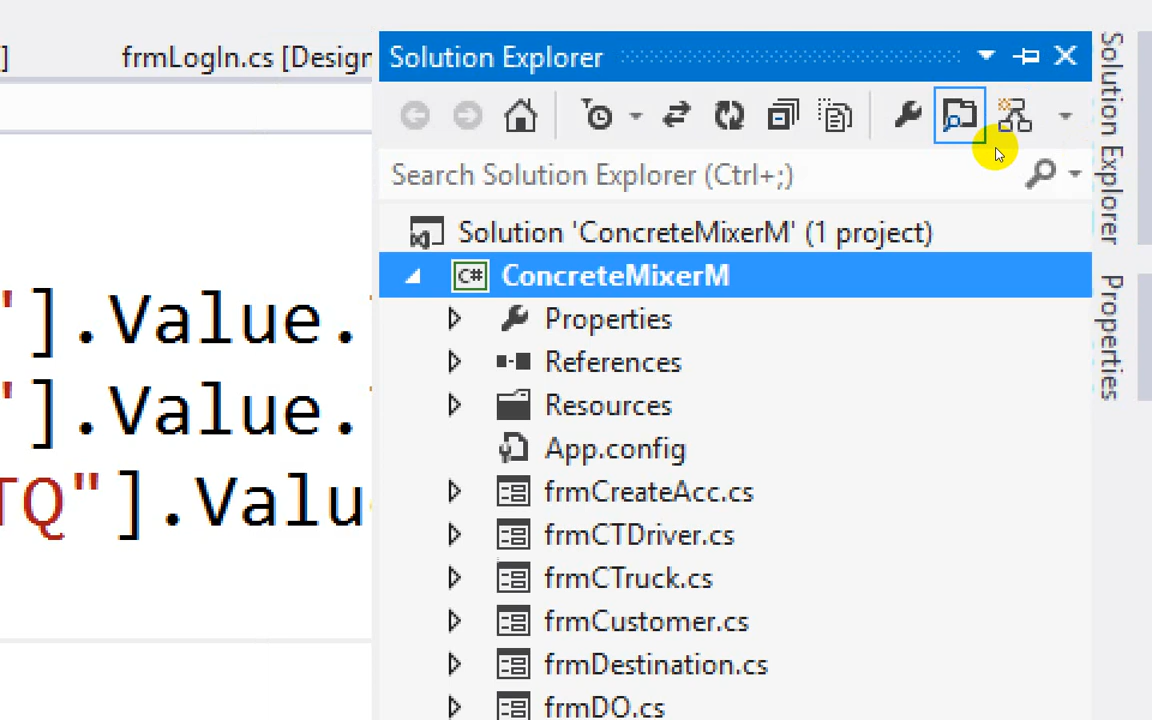 ]
frmLogIn.cs [Design
Solution Explorer
Search Solution Explorer (Ctrl+;)
Solution 'ConcreteMixerM' (1 project)
C# ConcreteMixerM
Properties
References
Resources
App.config
frmCreateAcc.cs
frmCTDriver.cs
frmCTruck.cs
frmCustomer.cs
frmDestination.cs
frmDO.cs
"].Value.
"].Value.
TQ"].Valu
Solution Explorer
Properties